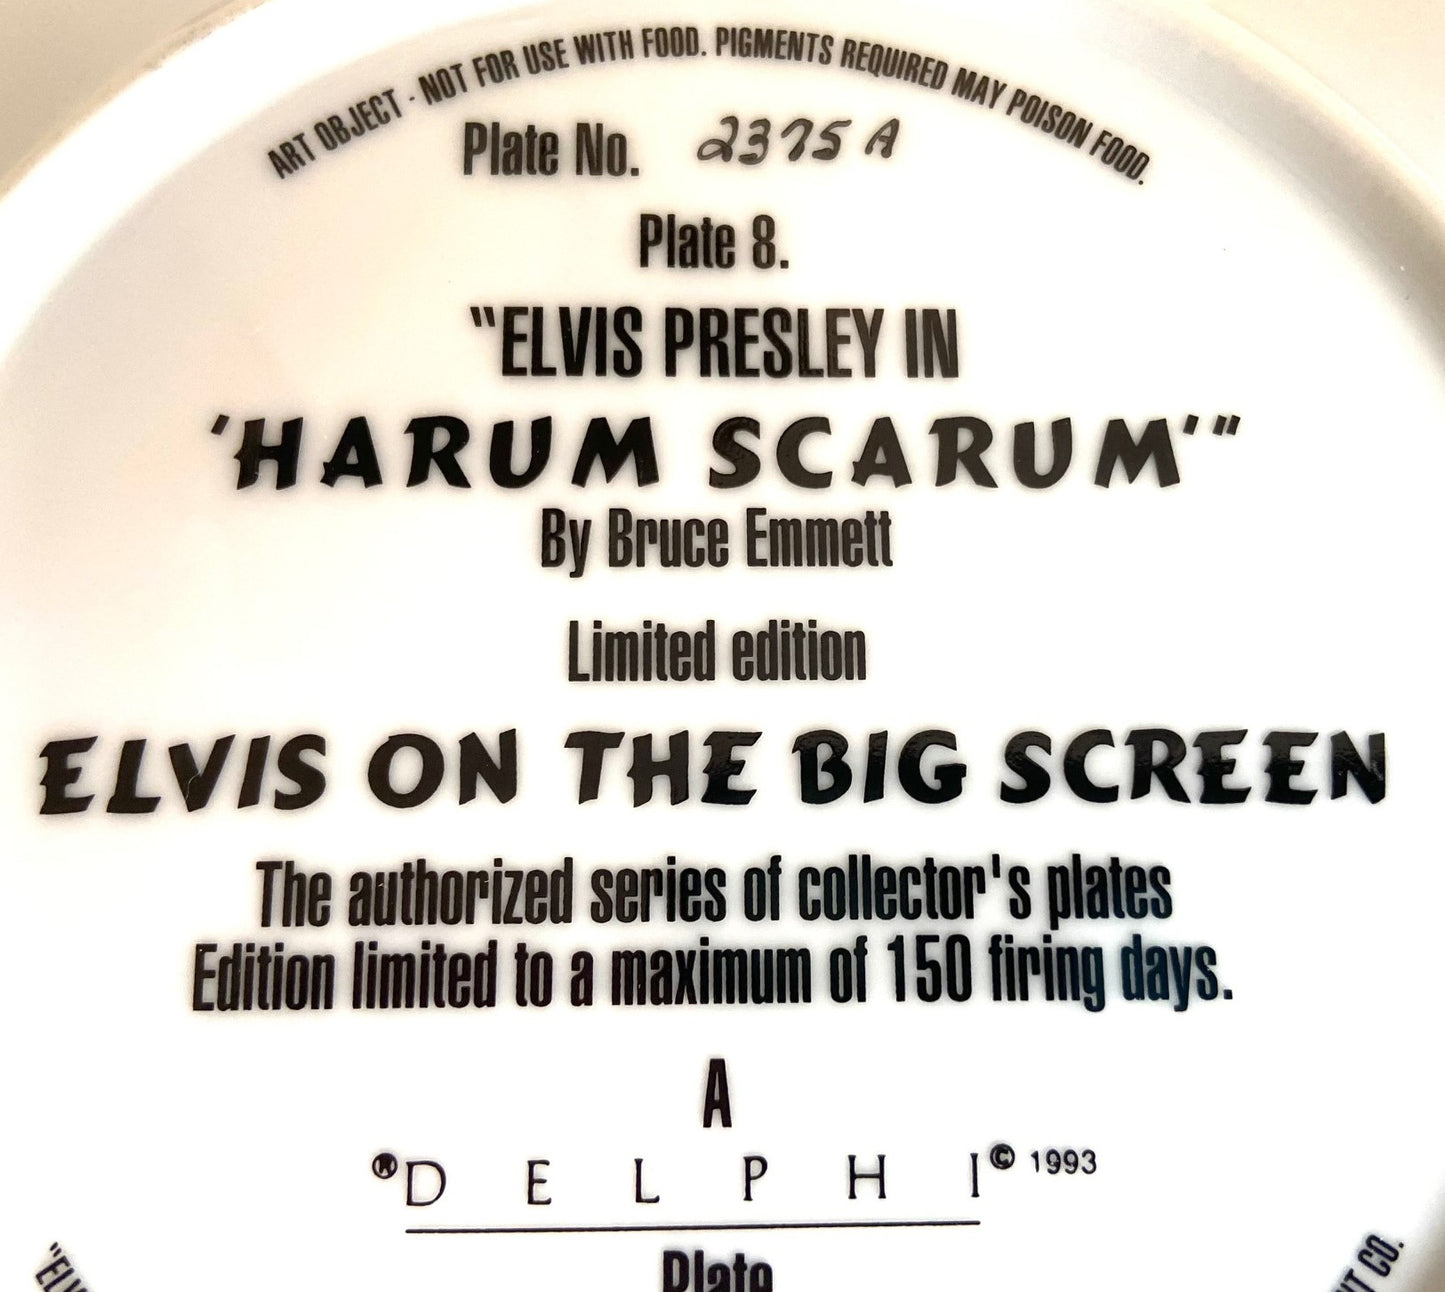 ART OBJECT - NOT FOR USE WITH FOOD. PIGMENTS REQUIRED MAY POISON FOOD.
Plate No. 2375 A
Plate 8.
"ELVIS PRESLEY IN
'HARUM SCARUM'"
By Bruce Emmett
Limited edition
ELVIS ON THE BIG SCREEN
The authorized series of collector's plates
Edition limited to a maximum of 150 firing days.
A
® DELPHI © 1993
Plate
CO.